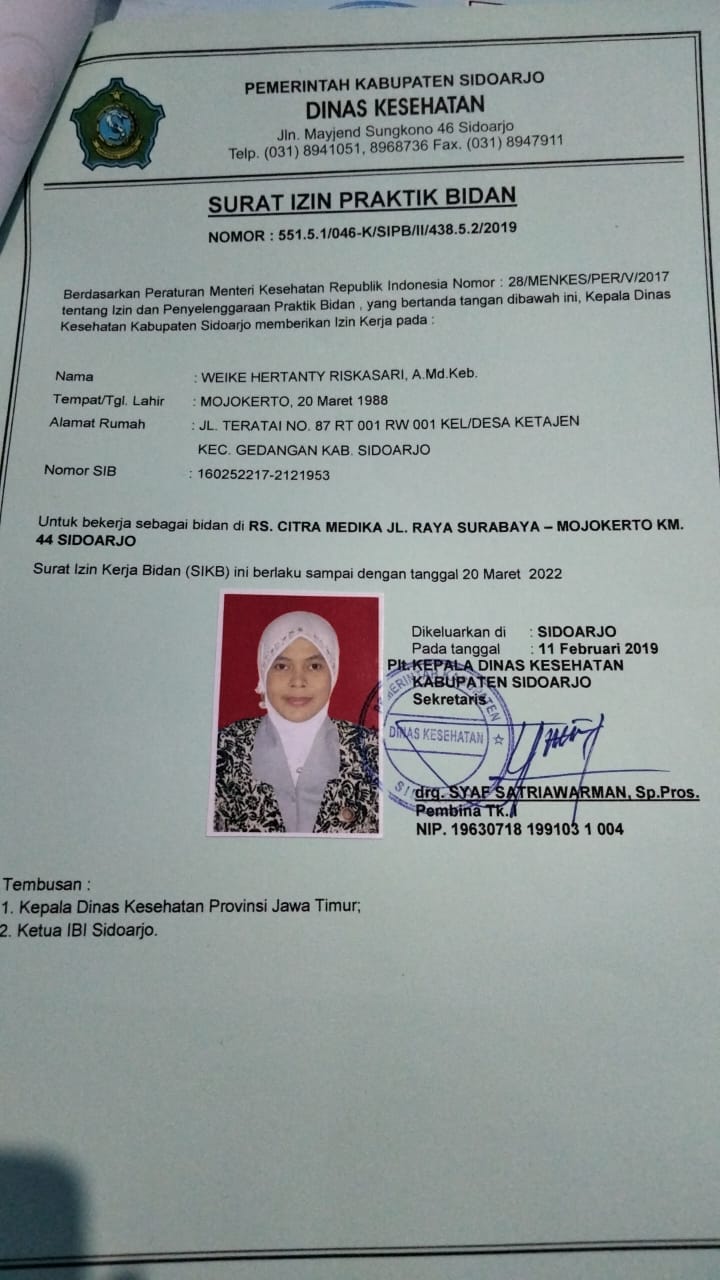 PEMERINTAH KABUPATEN SIDOARJO
DINAS KESEHATAN
Jln. Mayjend Sungkono 46 Sidoarjo
Telp. (031) 8941051, 8968736 Fax. (031) 8947911
SURAT IZIN PRAKTIK BIDAN
NOMOR : 551.5.1/046-K/SIPB/II/438.5.2/2019
Berdasarkan Peraturan Menteri Kesehatan Republik Indonesia Nomor : 28/MENKES/PER/V/2017
tentang Izin dan Penyelenggaraan Praktik Bidan , yang bertanda tangan dibawah ini, Kepala Dinas
Kesehatan Kabupaten Sidoarjo memberikan Izin Kerja pada :
Nama : WEIKE HERTANTY RISKASARI, A.Md.Keb.
Tempat/Tgl. Lahir : MOJOKERTO, 20 Maret 1988
Alamat Rumah : JL. TERATAI NO. 87 RT 001 RW 001 KEL/DESA KETAJEN
KEC. GEDANGAN KAB. SIDOARJO
Nomor SIB : 160252217-2121953
Untuk bekerja sebagai bidan di RS. CITRA MEDIKA JL. RAYA SURABAYA – MOJOKERTO KM.
44 SIDOARJO
Surat Izin Kerja Bidan (SIKB) ini berlaku sampai dengan tanggal 20 Maret 2022
Dikeluarkan di : SIDOARJO
Pada tanggal : 11 Februari 2019
Plt.KEPALA DINAS KESEHATAN
KABUPATEN SIDOARJO
Sekretaris
PEMERINTAH KABUPATEN
DINAS KESEHATAN
drg. SYAF SATRIAWARMAN, Sp.Pros.
Pembina Tk.I
NIP. 19630718 199103 1 004
Tembusan :
1. Kepala Dinas Kesehatan Provinsi Jawa Timur;
2. Ketua IBI Sidoarjo.